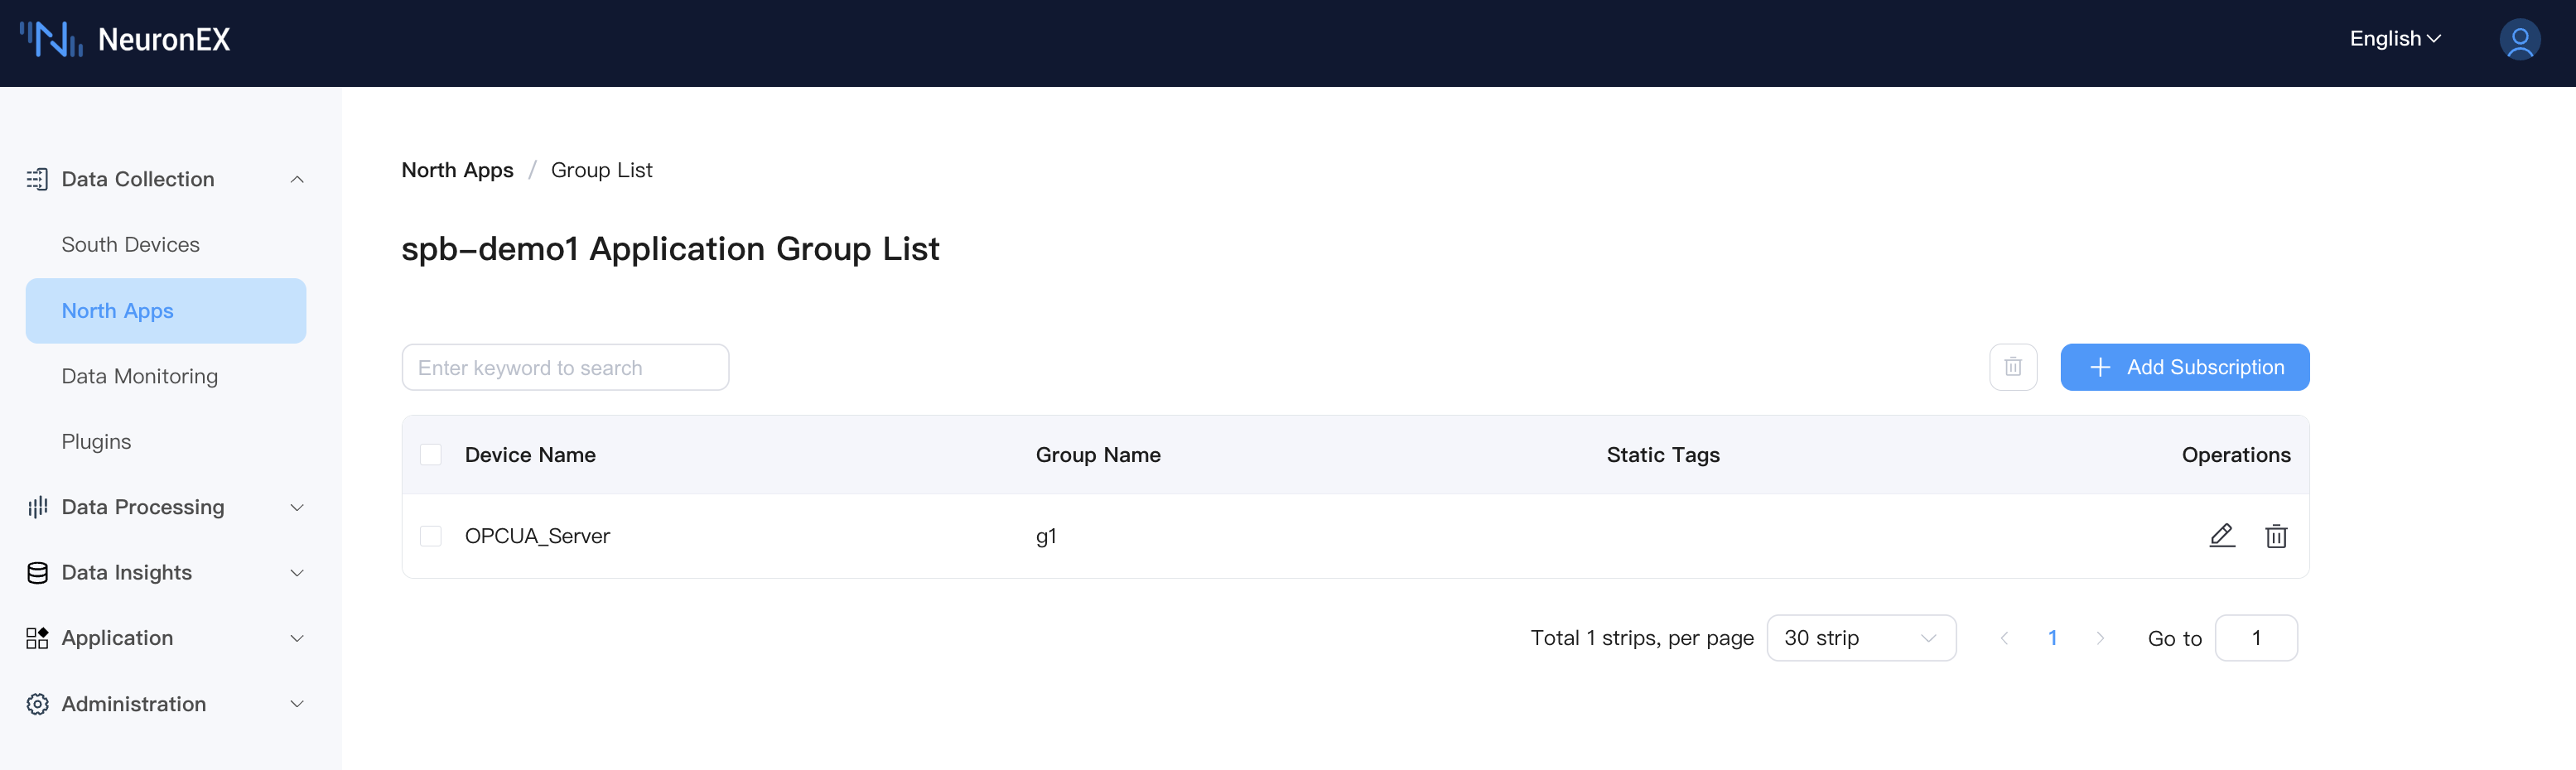 NeuronEX
English
Data Collection
South Devices
North Apps
Data Monitoring
Plugins
Data Processing
Data Insights
Application
Administration
North Apps / Group List
spb-demo1 Application Group List
Enter keyword to search
Add Subscription
Device Name Group Name Static Tags Operations
OPCUA_Server g1
Total 1 strips, per page 30 strip 1 Go to 1